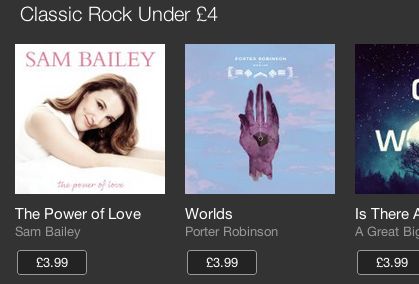 Classic Rock Under £4
SAM BAILEY
the power of love
PORTER ROBINSON
WORLDS
The Power of Love
Sam Bailey
£3.99
Worlds
Porter Robinson
£3.99
Is There A
A Great Big
£3.99